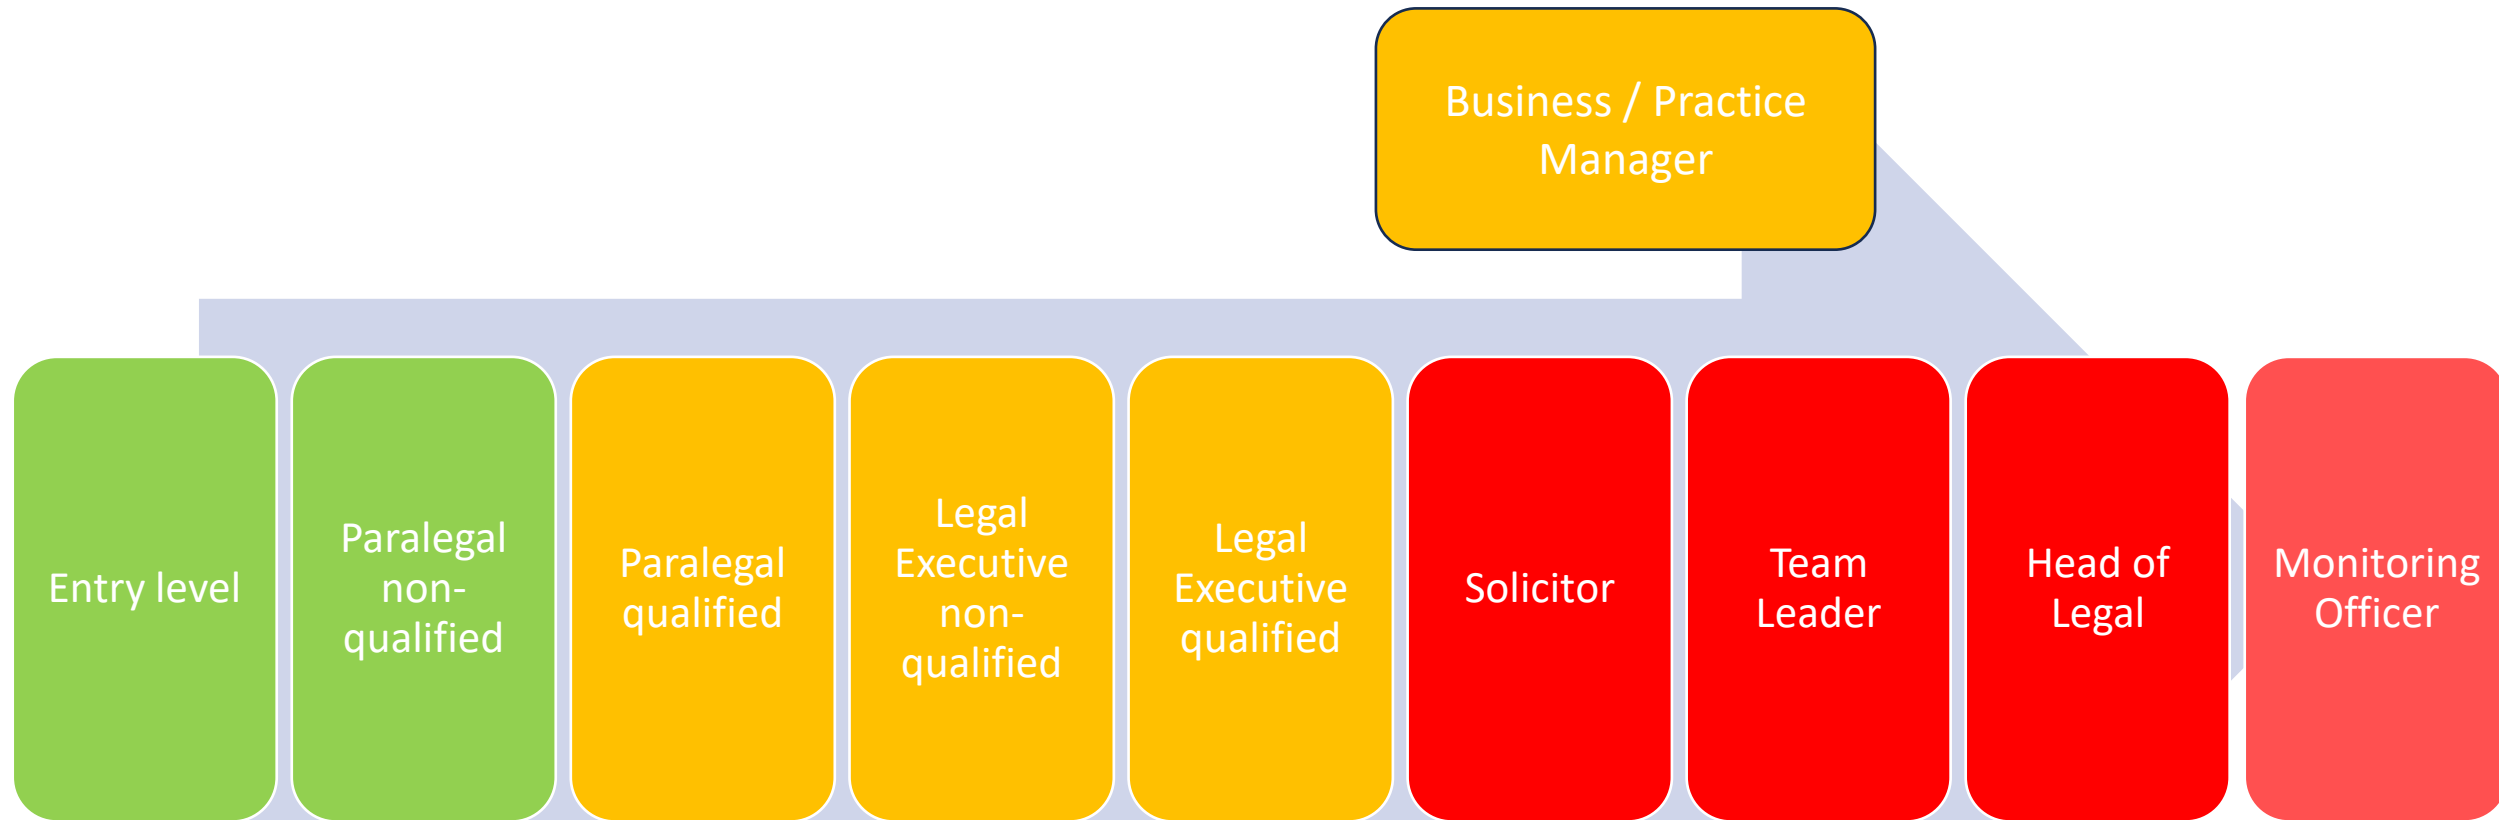 Business / Practice
Manager
Entry level
Paralegal
non-
qualified
Paralegal
qualified
Legal
Executive
non-
qualified
Legal
Executive
qualified
Solicitor
Team
Leader
Head of
Legal
Monitoring
Officer